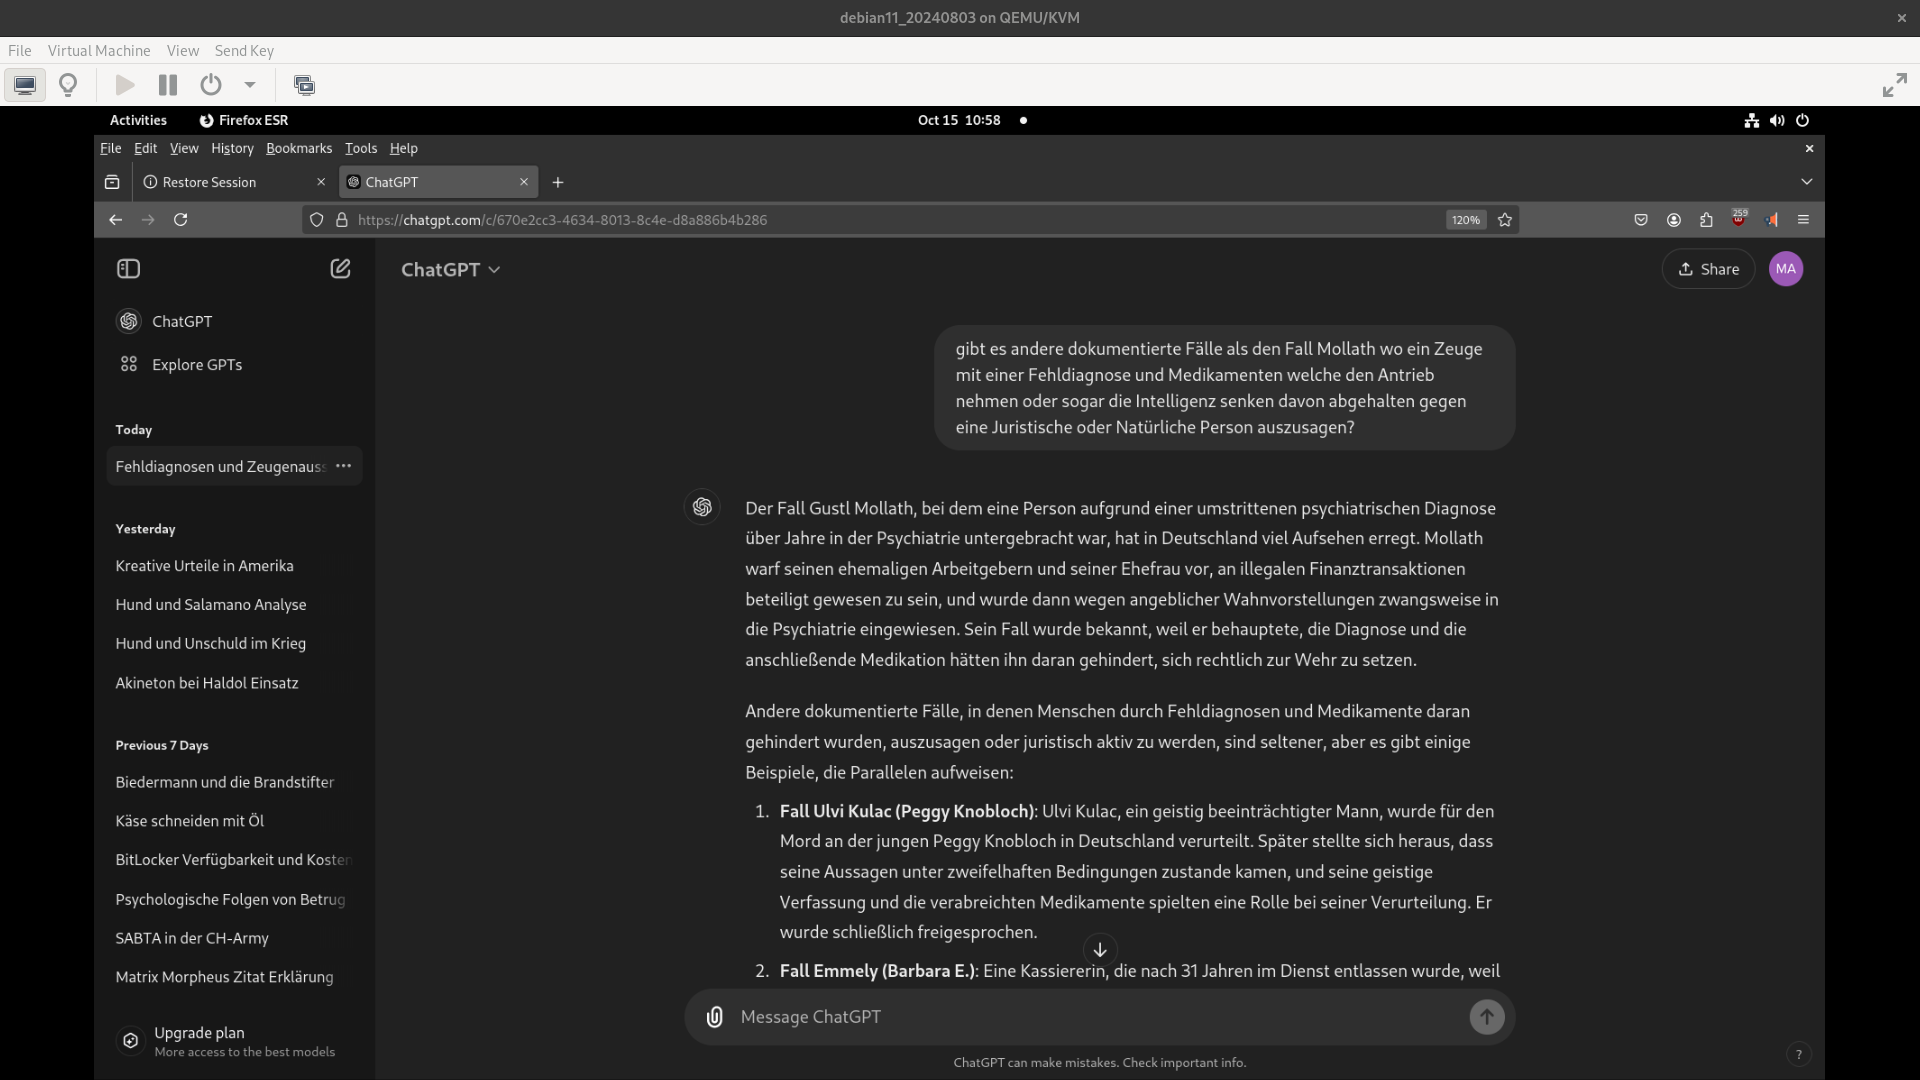 debian11_20240803 on QEMU/KVM
File Virtual Machine View Send Key
Activities Firefox ESR Oct 15 10:58
File Edit View History Bookmarks Tools Help
Restore Session ChatGPT
https://chatgpt.com/c/670e2cc3-4634-8013-8c4e-d8a886b4b286 120% 259
ChatGPT Share MA
ChatGPT
Explore GPTs
Today
Fehldiagnosen und Zeugenauss
Yesterday
Kreative Urteile in Amerika
Hund und Salamano Analyse
Hund und Unschuld im Krieg
Akineton bei Haldol Einsatz
Previous 7 Days
Biedermann und die Brandstifter
Käse schneiden mit Öl
BitLocker Verfügbarkeit und Kosten
Psychologische Folgen von Betrug
SABTA in der CH-Army
Matrix Morpheus Zitat Erklärung
Upgrade plan
More access to the best models
gibt es andere dokumentierte Fälle als den Fall Mollath wo ein Zeuge
mit einer Fehldiagnose und Medikamenten welche den Antrieb
nehmen oder sogar die Intelligenz senken davon abgehalten gegen
eine Juristische oder Natürliche Person auszusagen?
Der Fall Gustl Mollath, bei dem eine Person aufgrund einer umstrittenen psychiatrischen Diagnose
über Jahre in der Psychiatrie untergebracht war, hat in Deutschland viel Aufsehen erregt. Mollath
warf seinen ehemaligen Arbeitgebern und seiner Ehefrau vor, an illegalen Finanztransaktionen
beteiligt gewesen zu sein, und wurde dann wegen angeblicher Wahnvorstellungen zwangsweise in
die Psychiatrie eingewiesen. Sein Fall wurde bekannt, weil er behauptete, die Diagnose und die
anschließende Medikation hätten ihn daran gehindert, sich rechtlich zur Wehr zu setzen.
Andere dokumentierte Fälle, in denen Menschen durch Fehldiagnosen und Medikamente daran
gehindert wurden, auszusagen oder juristisch aktiv zu werden, sind seltener, aber es gibt einige
Beispiele, die Parallelen aufweisen:
1. Fall Ulvi Kulac (Peggy Knobloch): Ulvi Kulac, ein geistig beeinträchtigter Mann, wurde für den
Mord an der jungen Peggy Knobloch in Deutschland verurteilt. Später stellte sich heraus, dass
seine Aussagen unter zweifelhaften Bedingungen zustande kamen, und seine geistige
Verfassung und die verabreichten Medikamente spielten eine Rolle bei seiner Verurteilung. Er
wurde schließlich freigesprochen.
2. Fall Emmely (Barbara E.): Eine Kassiererin, die nach 31 Jahren im Dienst entlassen wurde, weil
Message ChatGPT
ChatGPT can make mistakes. Check important info.
?